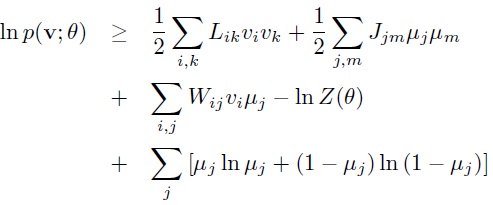 ln p(v; θ) ≥ 1/2 ∑_{i,k} L_{ik} v_i v_k + 1/2 ∑_{j,m} J_{jm} μ_j μ_m
+ ∑_{i,j} W_{ij} v_i μ_j − ln Z(θ)
+ ∑_j [μ_j ln μ_j + (1 − μ_j) ln (1 − μ_j)]